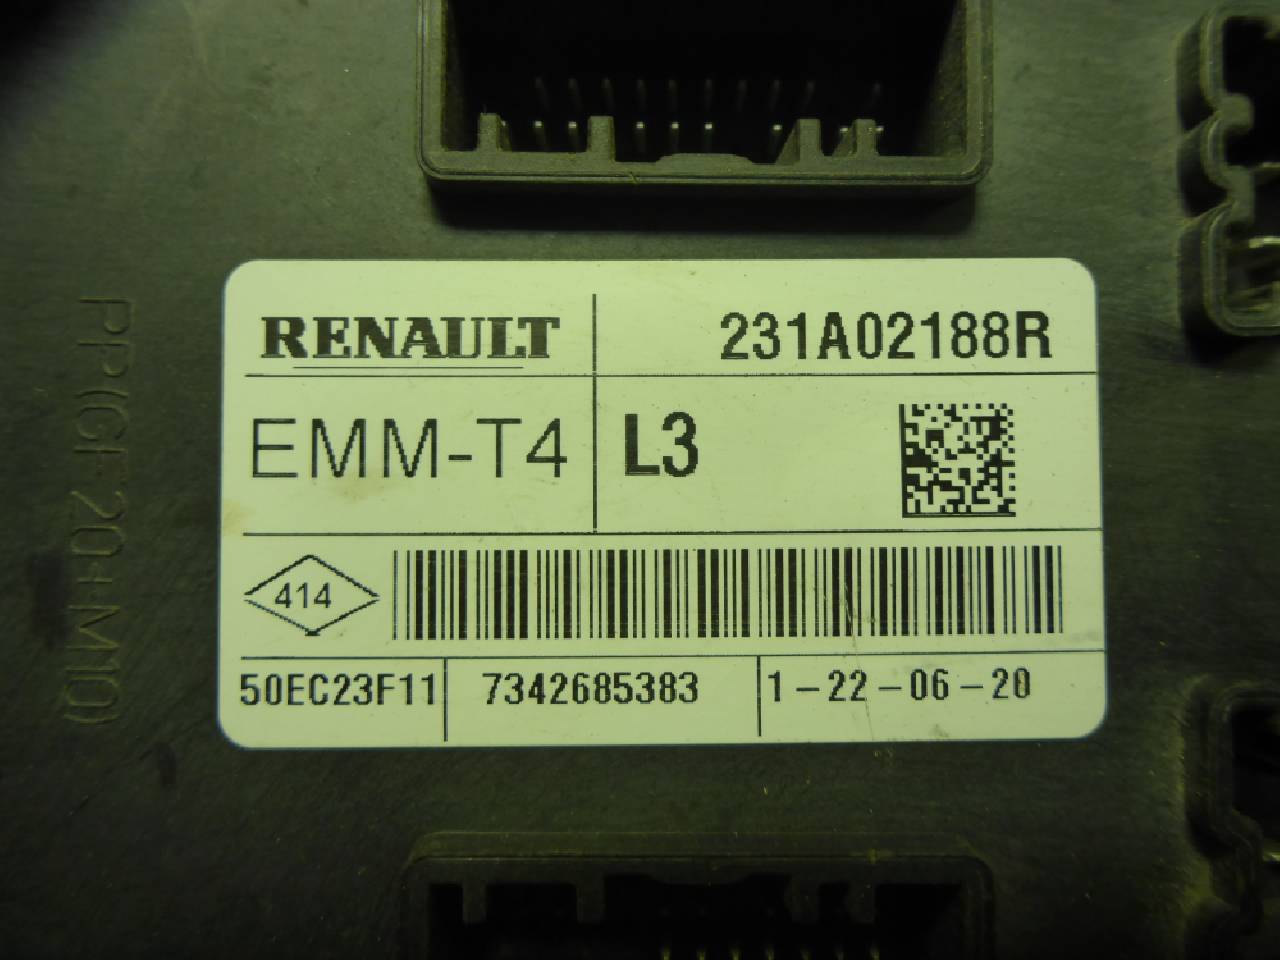 RENAULT 231A02188R
EMM-T4 L3
414
50EC23F11 7342685383 1-22-06-20
PP(GF20+M10)